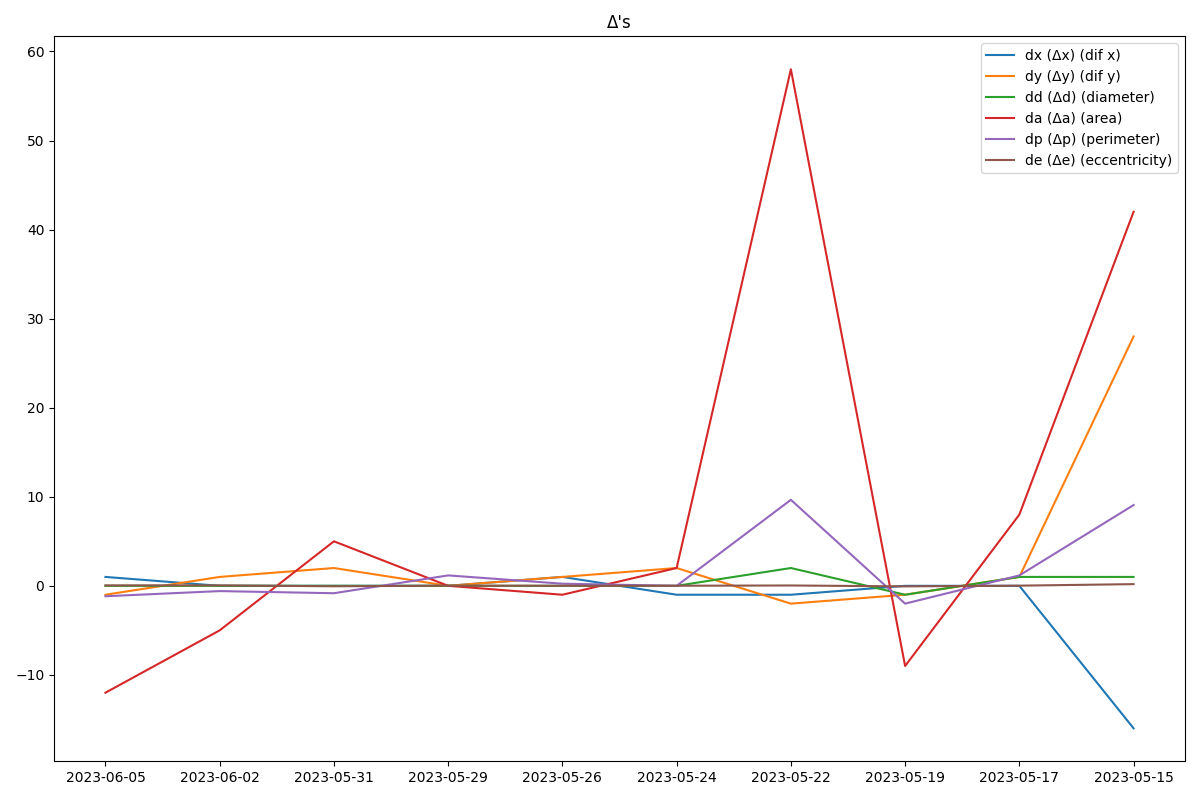 Δ's
60
50
40
30
20
10
0
−10
dx (Δx) (dif x)
dy (Δy) (dif y)
dd (Δd) (diameter)
da (Δa) (area)
dp (Δp) (perimeter)
de (Δe) (eccentricity)
2023-06-05 2023-06-02 2023-05-31 2023-05-29 2023-05-26 2023-05-24 2023-05-22 2023-05-19 2023-05-17 2023-05-15